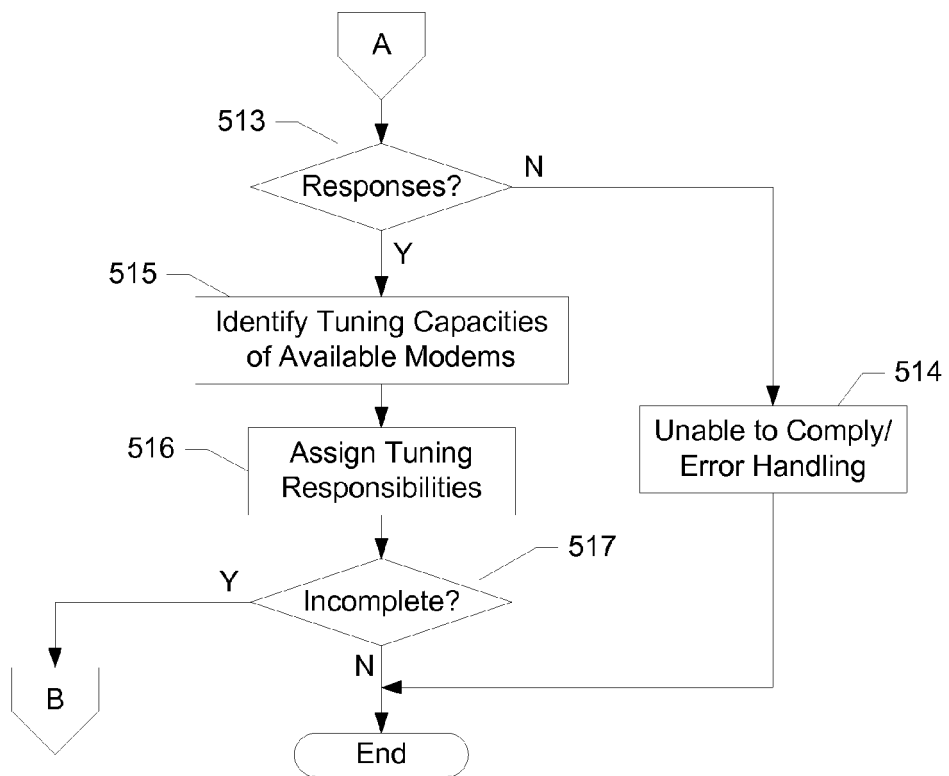 A
513
Responses?
N
Y
515
Identify Tuning Capacities
of Available Modems
514
Unable to Comply/
Error Handling
516
Assign Tuning
Responsibilities
517
Y
Incomplete?
N
B
End